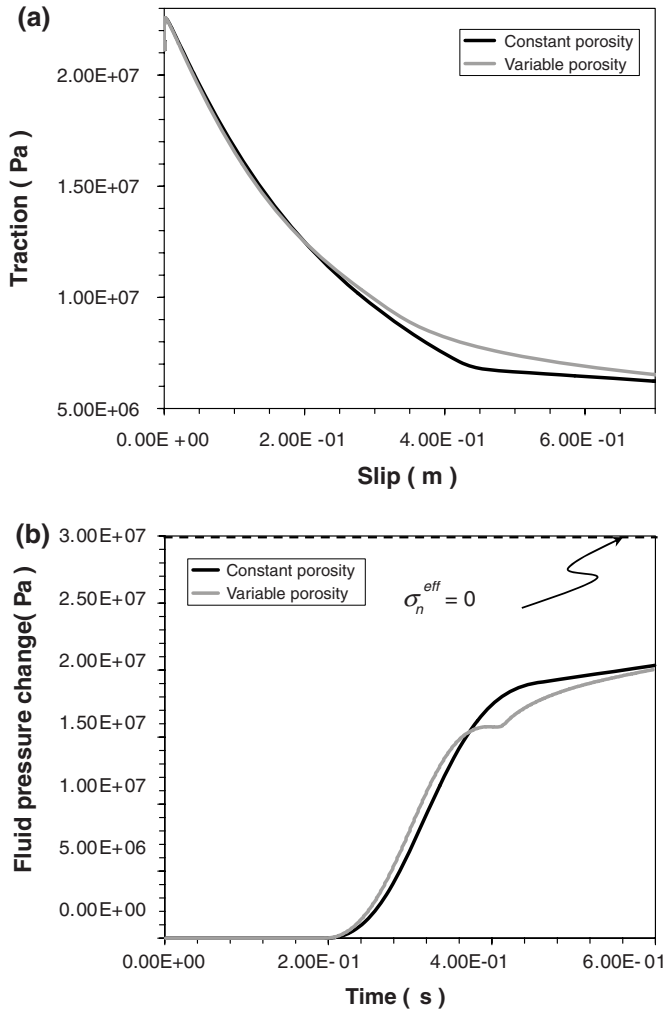 (a)
Constant porosity
Variable porosity
2.00E+07
1.50E+07
1.00E+07
5.00E+06
Traction ( Pa )
0.00E +00
2.00E -01
4.00E -01
6.00E -01
Slip ( m )
(b)
3.00E+07
Constant porosity
Variable porosity
σn^eff = 0
2.50E+07
2.00E+07
1.50E+07
1.00E+07
5.00E+06
0.00E+00
Fluid pressure change( Pa )
0.00E+00
2.00E- 01
4.00E- 01
6.00E- 01
Time ( s )